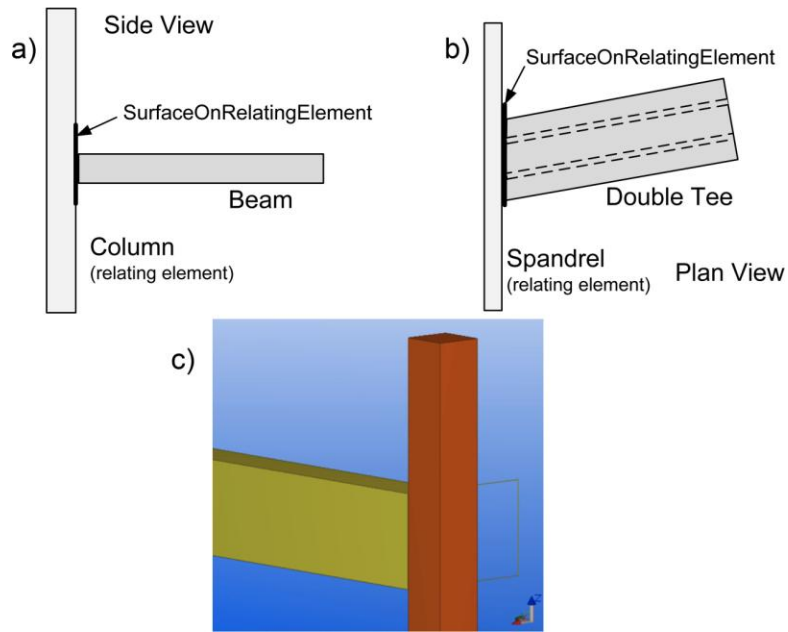 a)
Side View
SurfaceOnRelatingElement
Beam
Column
(relating element)
b)
SurfaceOnRelatingElement
Double Tee
Spandrel
(relating element)
Plan View
c)
Z